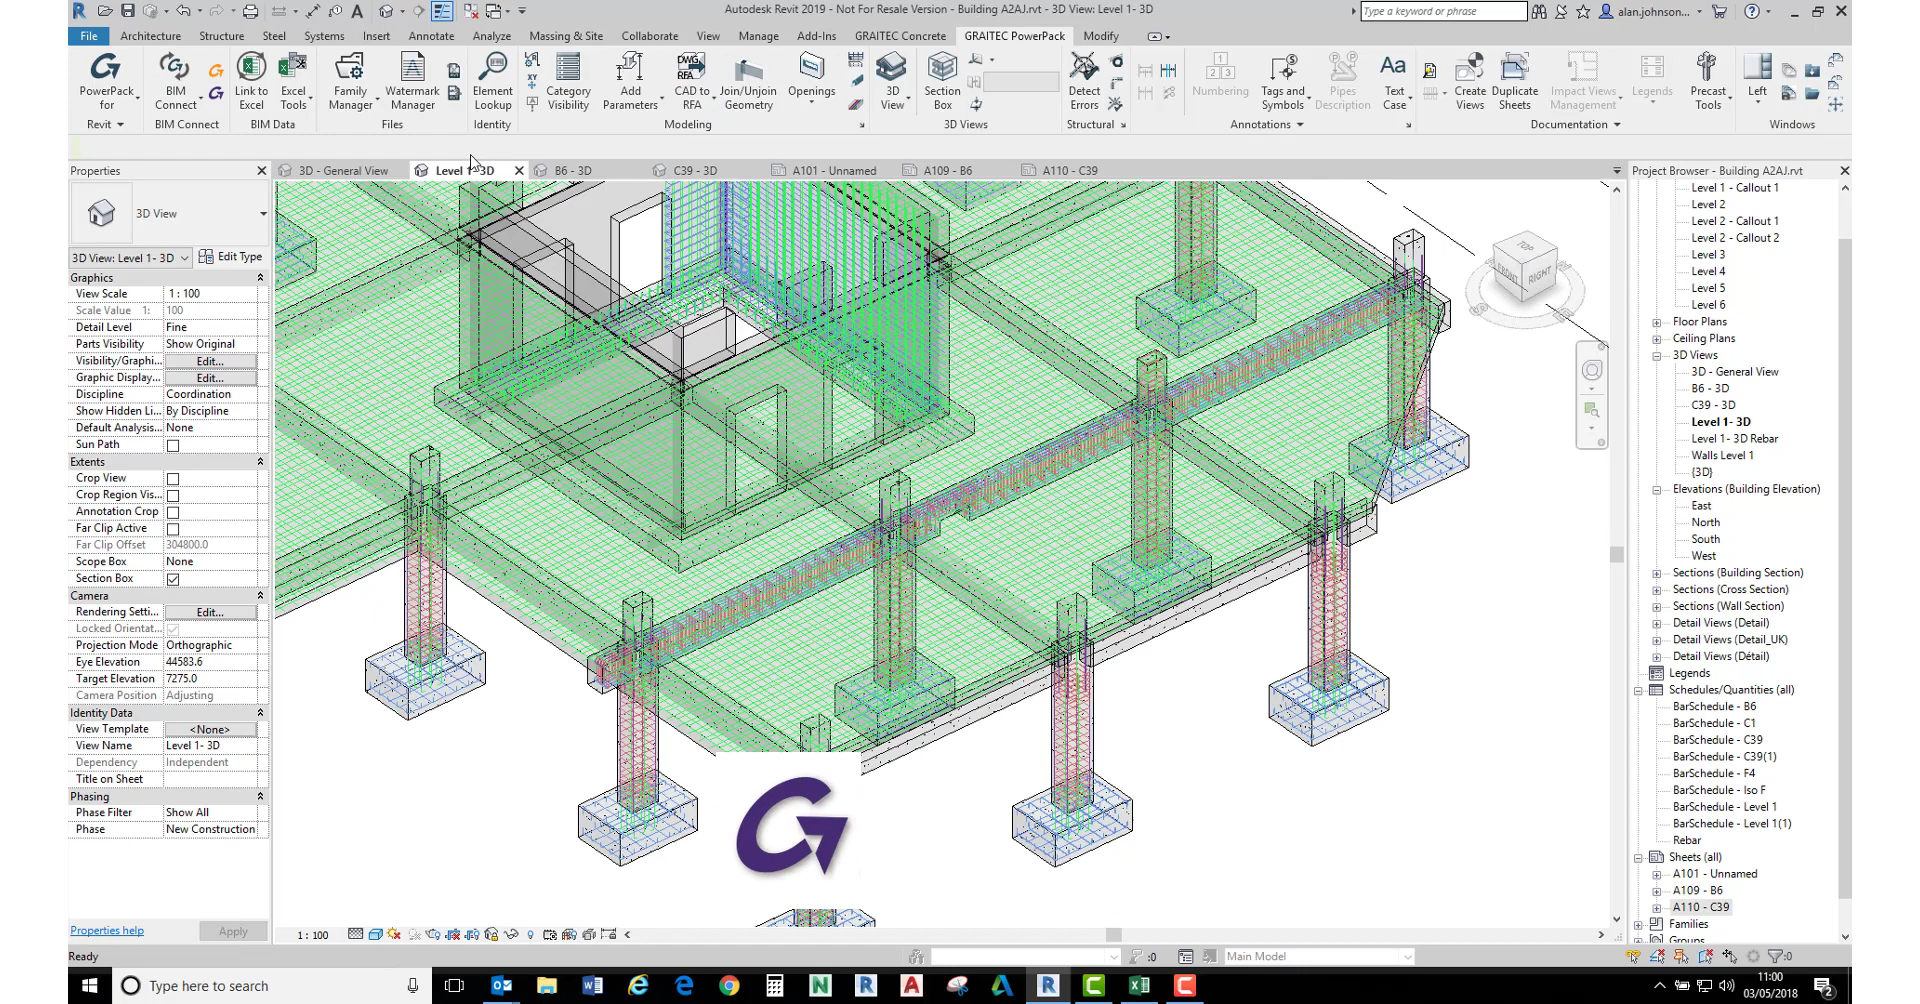 Autodesk Revit 2019 - Not For Resale Version - Building A2AJ.rvt - 3D View: Level 1- 3D
Type a keyword or phrase
alan.johnson...
File Architecture Structure Steel Systems Insert Annotate Analyze Massing & Site Collaborate View Manage Add-Ins GRAITEC Concrete GRAITEC PowerPack Modify
PowerPack for Revit
BIM Connect
BIM Connect
Link to Excel
Excel Tools
BIM Data
Family Manager
Watermark Manager
Files
Element Lookup
Identity
Category Visibility
Add Parameters
CAD to RFA
Join/Unjoin Geometry
Openings
Modeling
3D View
Section Box
3D Views
Detect Errors
Structural
Numbering
Tags and Symbols
Pipes Description
Text Case
Annotations
Create Views
Duplicate Sheets
Impact Views Management
Legends
Documentation
Precast Tools
Left
Windows
Properties
3D - General View
Level 1- 3D
B6 - 3D
C39 - 3D
A101 - Unnamed
A109 - B6
A110 - C39
Project Browser - Building A2AJ.rvt
3D View
3D View: Level 1- 3D Edit Type
Graphics
View Scale 1 : 100
Scale Value 1: 100
Detail Level Fine
Parts Visibility Show Original
Visibility/Graphi... Edit...
Graphic Display... Edit...
Discipline Coordination
Show Hidden Li... By Discipline
Default Analysis... None
Sun Path
Extents
Crop View
Crop Region Vis...
Annotation Crop
Far Clip Active
Far Clip Offset 304800.0
Scope Box None
Section Box
Camera
Rendering Setti... Edit...
Locked Orientat...
Projection Mode Orthographic
Eye Elevation 44583.6
Target Elevation 7275.0
Camera Position Adjusting
Identity Data
View Template <None>
View Name Level 1- 3D
Dependency Independent
Title on Sheet
Phasing
Phase Filter Show All
Phase New Construction
Properties help Apply
TOP
FRONT
RIGHT
Level 1 - Callout 1
Level 2
Level 2 - Callout 1
Level 2 - Callout 2
Level 3
Level 4
Level 5
Level 6
Floor Plans
Ceiling Plans
3D Views
3D - General View
B6 - 3D
C39 - 3D
Level 1- 3D
Level 1- 3D Rebar
Walls Level 1
{3D}
Elevations (Building Elevation)
East
North
South
West
Sections (Building Section)
Sections (Cross Section)
Sections (Wall Section)
Detail Views (Detail)
Detail Views (Detail_UK)
Detail Views (Détail)
Legends
Schedules/Quantities (all)
BarSchedule - B6
BarSchedule - C1
BarSchedule - C39
BarSchedule - C39(1)
BarSchedule - F4
BarSchedule - Iso F
BarSchedule - Level 1
BarSchedule - Level 1(1)
Rebar
Sheets (all)
A101 - Unnamed
A109 - B6
A110 - C39
Families
Groups
1 : 100
Ready
:0
Main Model
:0
Type here to search
11:00
03/05/2018
2